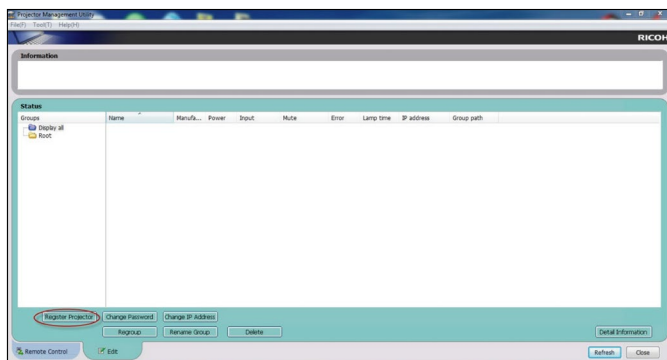 Projector Management Utility
File(F) Tool(T) Help(H)
RICOH
Information
Status
Groups Name Manufa... Power Input Mute Error Lamp time IP address Group path
Display all
Root
Register Projector Change Password Change IP Address
Regroup Rename Group Delete Detail Information
Remote Control Edit Refresh Close